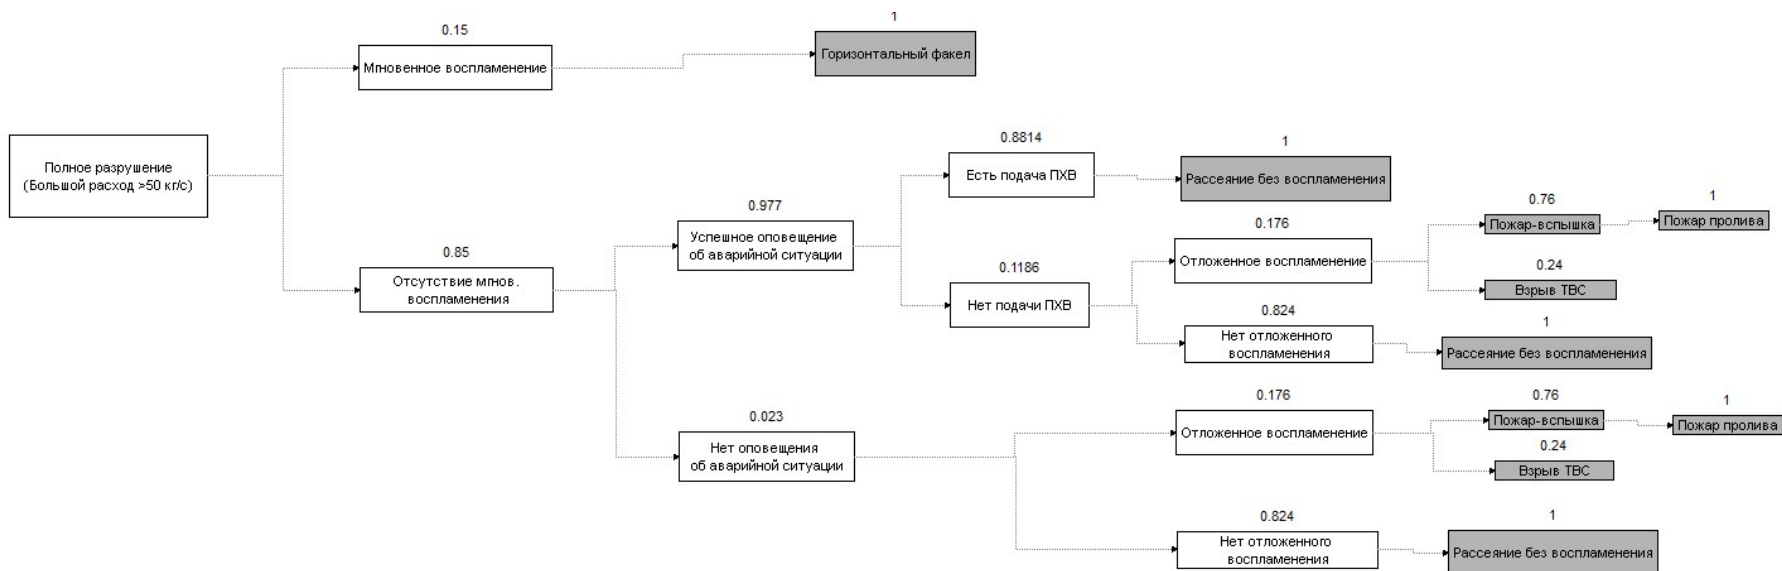 0.15
Мгновенное воспламенение
1
Горизонтальный факел
Полное разрушение
(Большой расход >50 кг/с)
0.85
Отсутствие мгнов.
воспламенения
0.977
Успешное оповещение
об аварийной ситуации
0.8814
Есть подача ПХВ
1
Рассеяние без воспламенения
0.1186
Нет подачи ПХВ
0.176
Отложенное воспламенение
0.76
Пожар-вспышка
1
Пожар пролива
0.24
Взрыв ТВС
0.824
Нет отложенного
воспламенения
1
Рассеяние без воспламенения
0.023
Нет оповещения
об аварийной ситуации
0.176
Отложенное воспламенение
0.76
Пожар-вспышка
1
Пожар пролива
0.24
Взрыв ТВС
0.824
Нет отложенного
воспламенения
1
Рассеяние без воспламенения